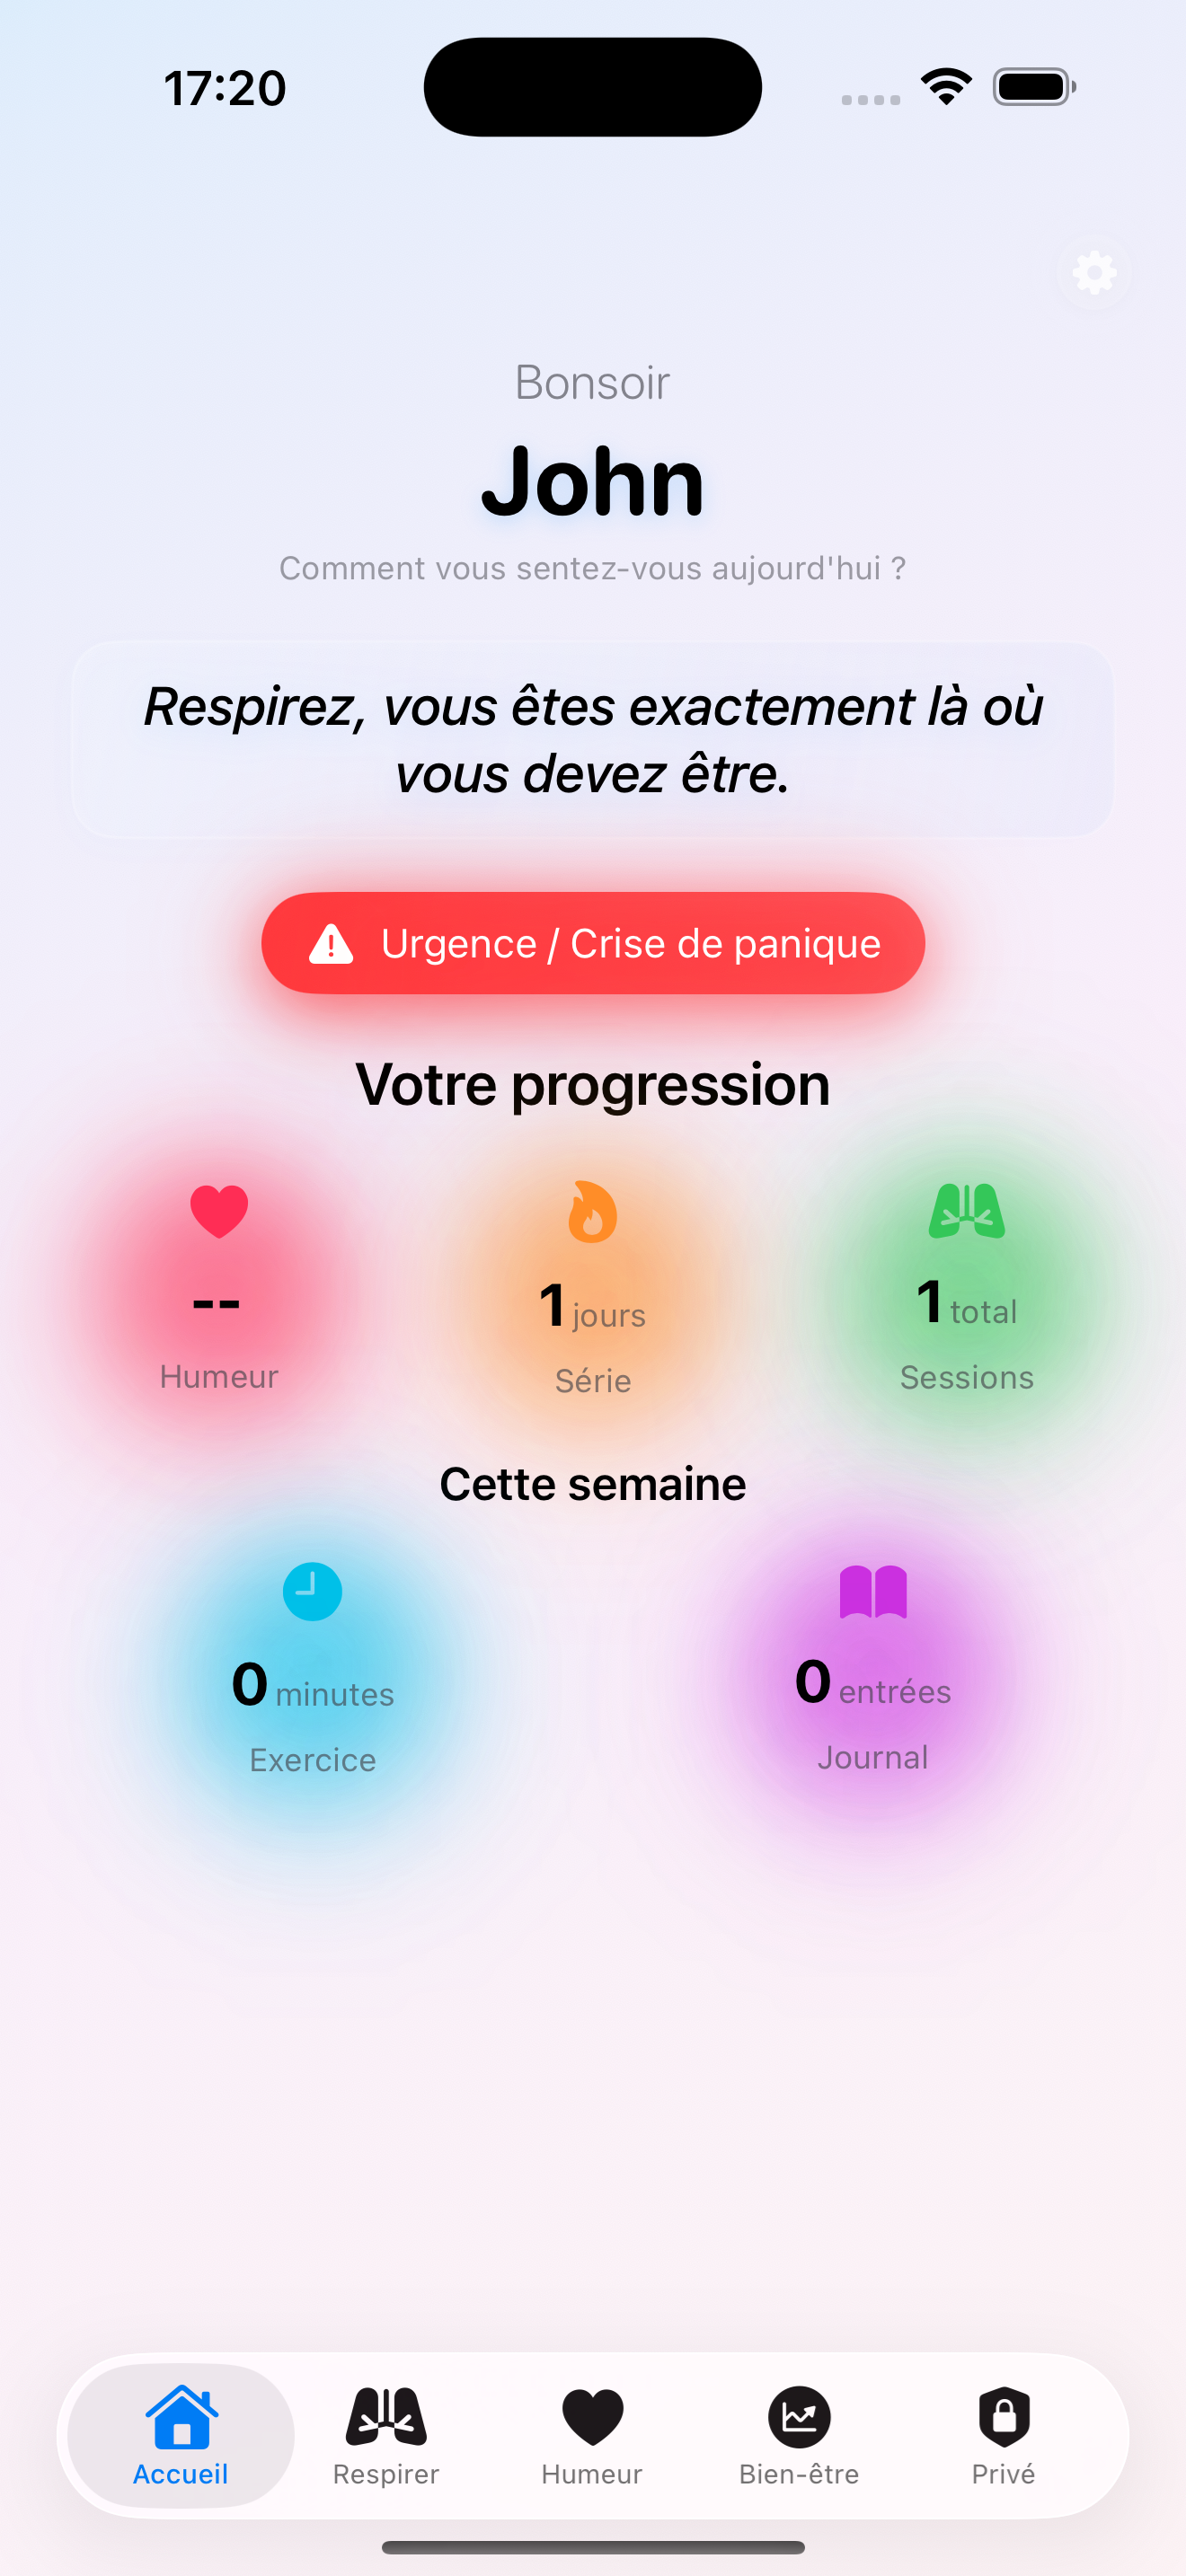 17:20
Bonsoir
John
Comment vous sentez-vous aujourd'hui ?
Respirez, vous êtes exactement là où
vous devez être.
Urgence / Crise de panique
Votre progression
--
Humeur
1 jours
Série
1 total
Sessions
Cette semaine
0 minutes
Exercice
0 entrées
Journal
Accueil
Respirer
Humeur
Bien-être
Privé